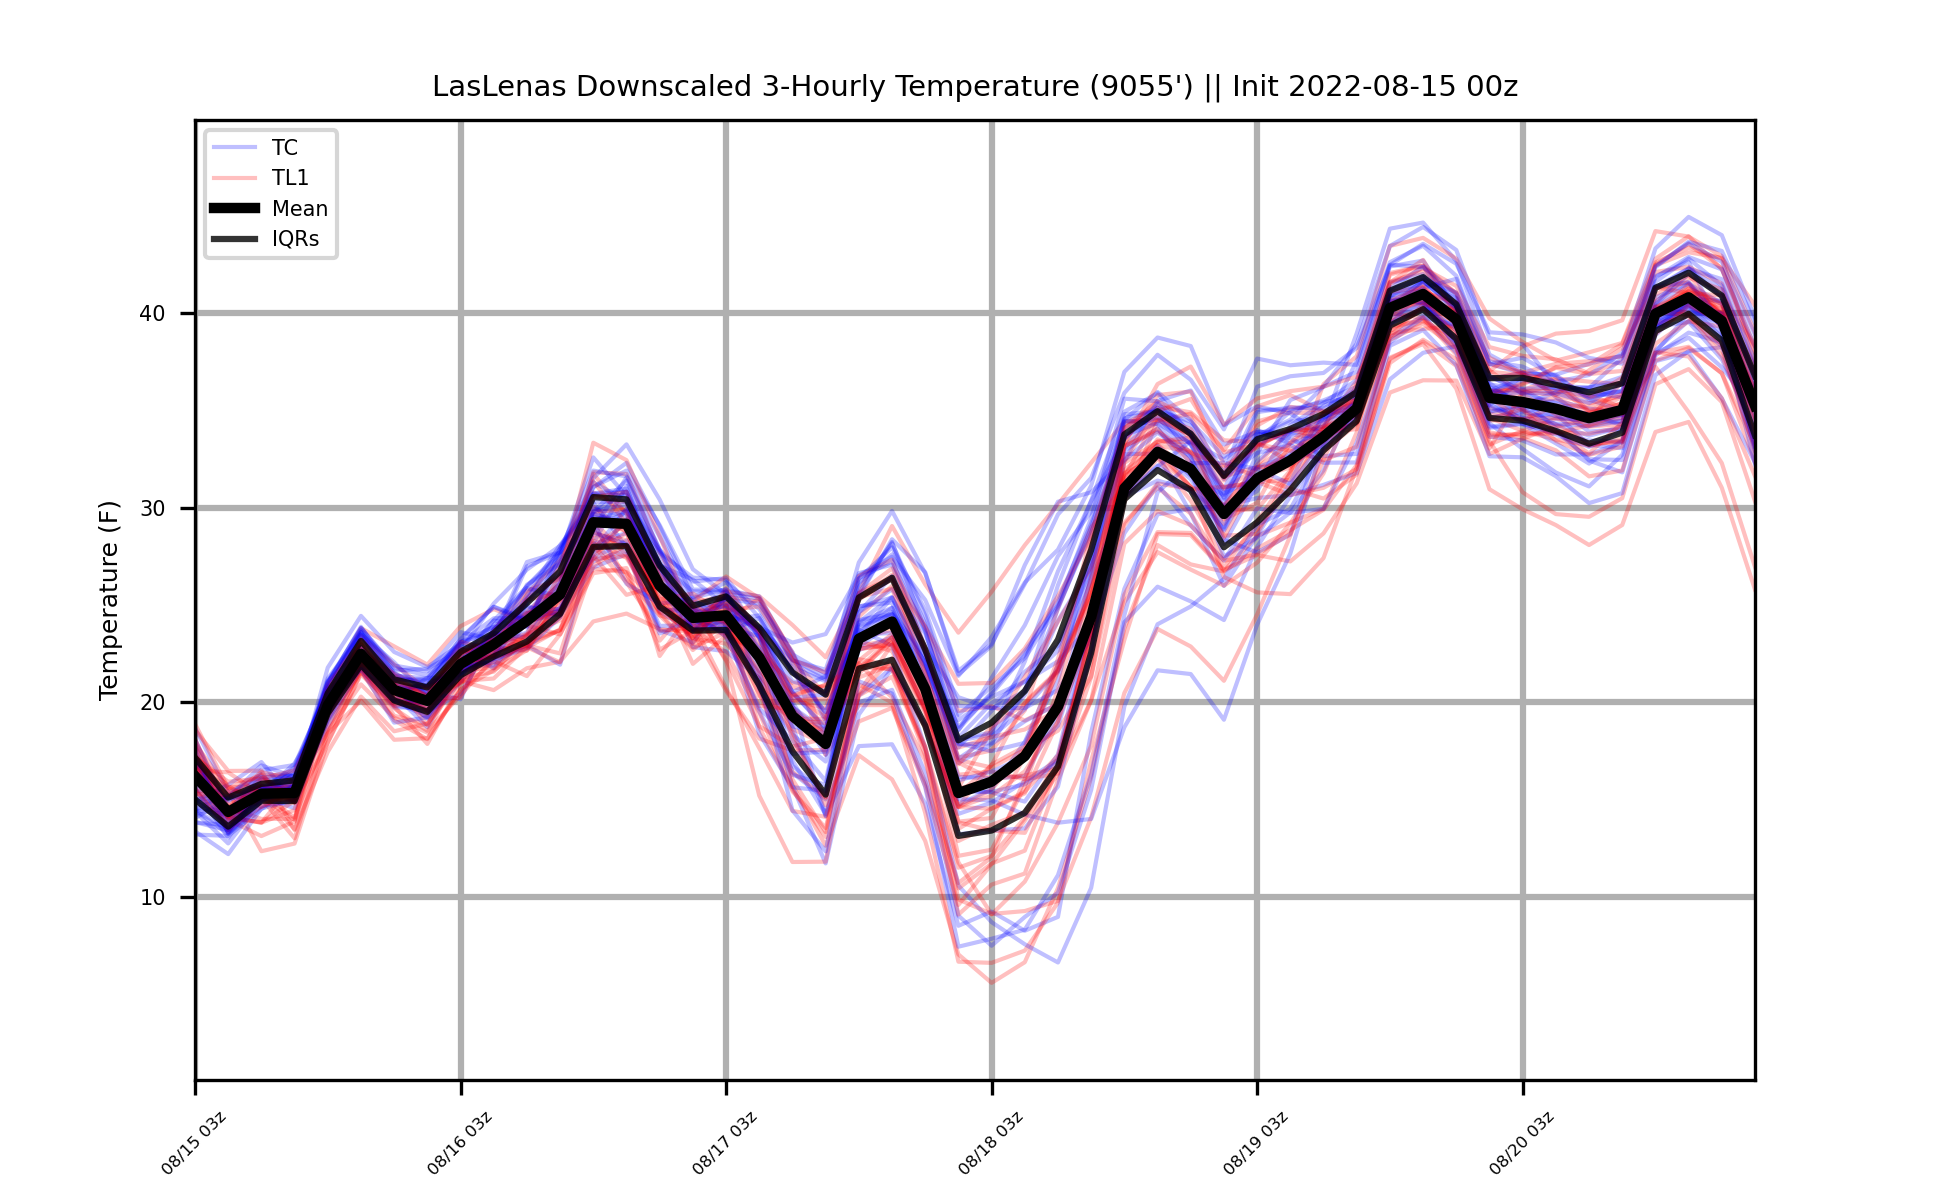 LasLenas Downscaled 3-Hourly Temperature (9055') || Init 2022-08-15 00z
TC
TL1
Mean
IQRs
Temperature (F)
40
30
20
10
08/15 03z
08/16 03z
08/17 03z
08/18 03z
08/19 03z
08/20 03z